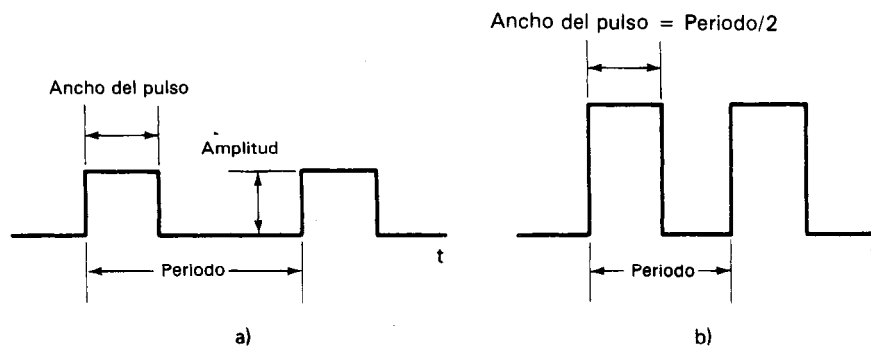 Ancho del pulso
Amplitud
t
Periodo
a)
Ancho del pulso = Periodo/2
Periodo
b)